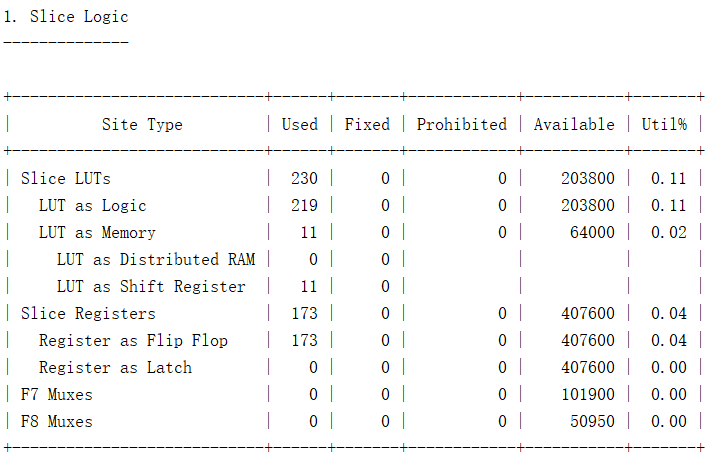 1. Slice Logic
--------------

+----------------------------+------+-------+------------+-----------+-------+
|          Site Type         | Used | Fixed | Prohibited | Available | Util% |
+----------------------------+------+-------+------------+-----------+-------+
| Slice LUTs                 |  230 |     0 |          0 |    203800 |  0.11 |
|   LUT as Logic             |  219 |     0 |          0 |    203800 |  0.11 |
|   LUT as Memory            |   11 |     0 |          0 |     64000 |  0.02 |
|     LUT as Distributed RAM |    0 |     0 |            |           |       |
|     LUT as Shift Register  |   11 |     0 |            |           |       |
| Slice Registers            |  173 |     0 |          0 |    407600 |  0.04 |
|   Register as Flip Flop    |  173 |     0 |          0 |    407600 |  0.04 |
|   Register as Latch        |    0 |     0 |          0 |    407600 |  0.00 |
| F7 Muxes                   |    0 |     0 |          0 |    101900 |  0.00 |
| F8 Muxes                   |    0 |     0 |          0 |     50950 |  0.00 |
+----------------------------+------+-------+------------+-----------+-------+